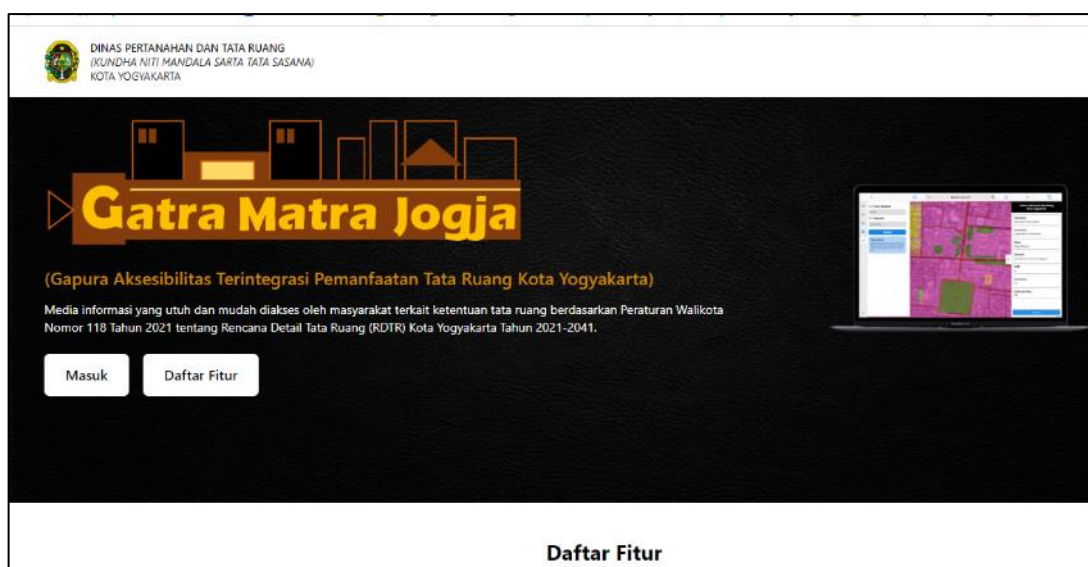 DINAS PERTANAHAN DAN TATA RUANG
(KUNDHA NITI MANDALA SARTA TATA SASANA)
KOTA YOGYAKARTA
Gatra Matra Jogja
(Gapura Aksesibilitas Terintegrasi Pemanfaatan Tata Ruang Kota Yogyakarta)
Media informasi yang utuh dan mudah diakses oleh masyarakat terkait ketentuan tata ruang berdasarkan Peraturan Walikota
Nomor 118 Tahun 2021 tentang Rencana Detail Tata Ruang (RDTR) Kota Yogyakarta Tahun 2021-2041.
Masuk
Daftar Fitur
Daftar Fitur